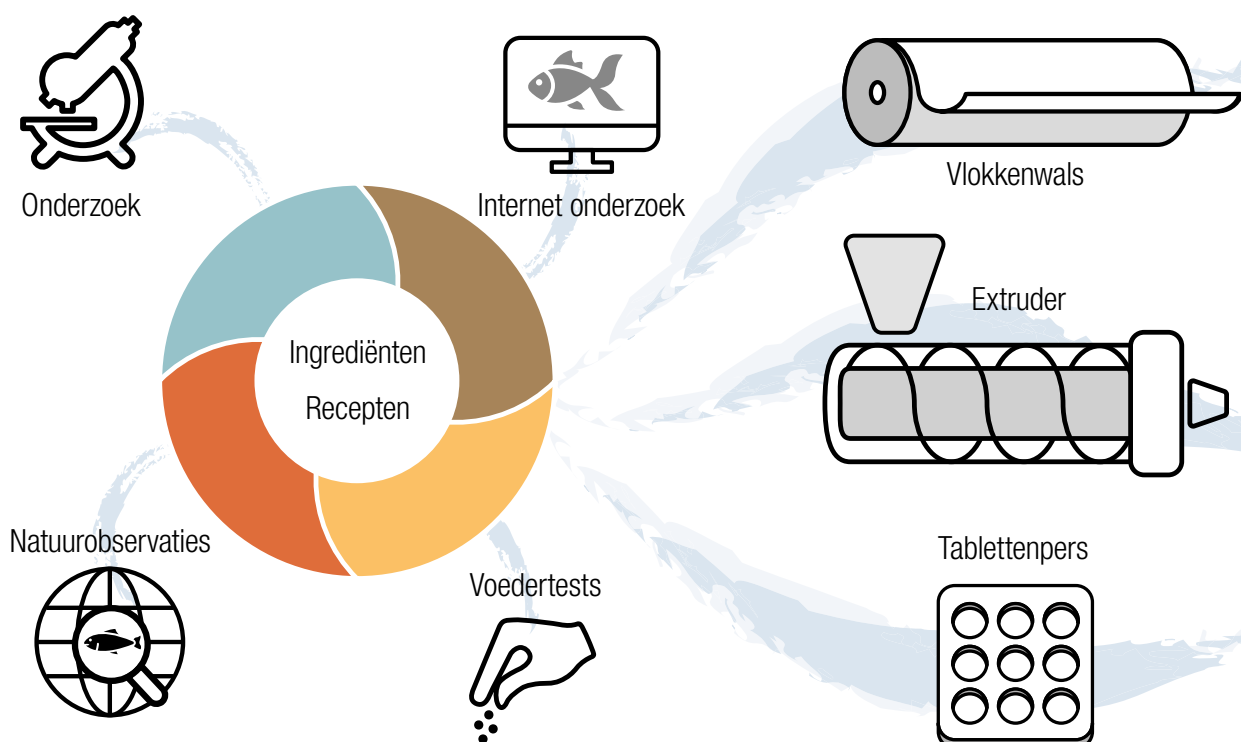 Onderzoek
Internet onderzoek
Vlokkenwals
Extruder
Ingrediënten
Recepten
Natuurobservaties
Voedertests
Tablettenpers